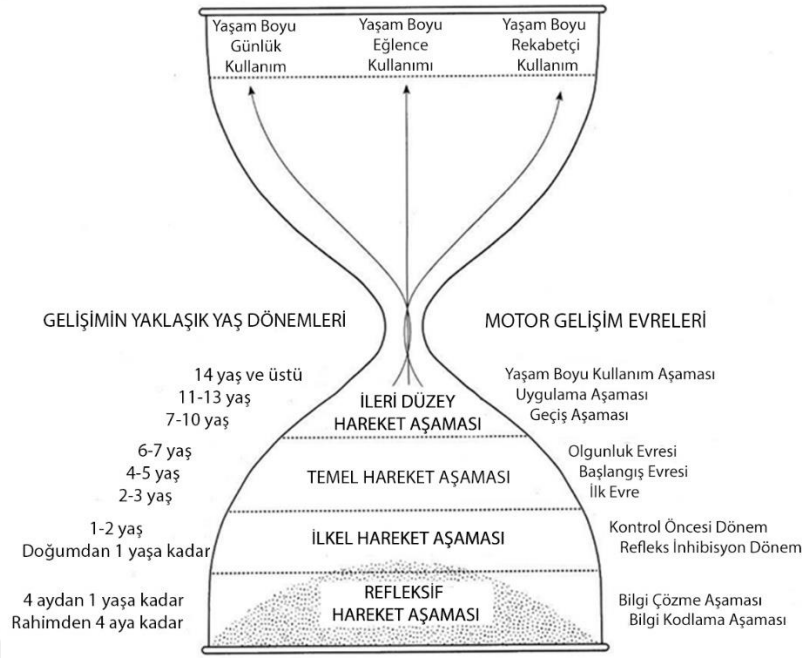 Yaşam Boyu
Günlük
Kullanım
Yaşam Boyu
Eğlence
Kullanımı
Yaşam Boyu
Rekabetçi
Kullanım
GELİŞİMİN YAKLAŞIK YAŞ DÖNEMLERİ
MOTOR GELİŞİM EVRELERİ
14 yaş ve üstü
11-13 yaş
7-10 yaş
İLERİ DÜZEY
HAREKET AŞAMASI
Yaşam Boyu Kullanım Aşaması
Uygulama Aşaması
Geçiş Aşaması
6-7 yaş
4-5 yaş
2-3 yaş
TEMEL HAREKET AŞAMASI
Olgunluk Evresi
Başlangış Evresi
İlk Evre
1-2 yaş
Doğumdan 1 yaşa kadar
İLKEL HAREKET AŞAMASI
Kontrol Öncesi Dönem
Refleks İnhibisyon Dönem
4 aydan 1 yaşa kadar
Rahimden 4 aya kadar
REFLEKSİF
HAREKET AŞAMASI
Bilgi Çözme Aşaması
Bilgi Kodlama Aşaması